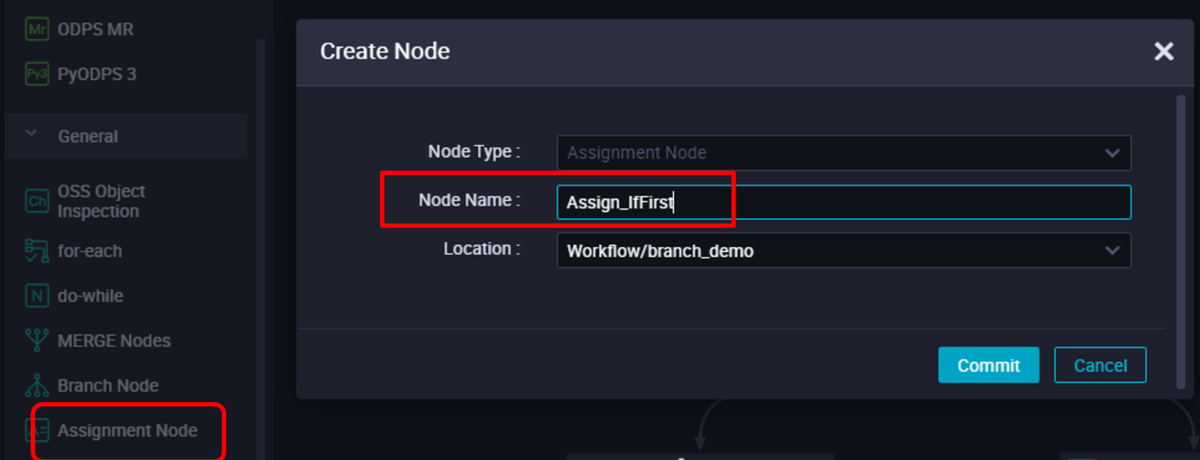 Mr ODPS MR
Py3 PyODPS 3
General
Ch OSS Object
Inspection
for-each
N do-while
MERGE Nodes
Branch Node
Assignment Node
Create Node
Node Type :
Assignment Node
Node Name :
Assign_IfFirst
Location :
Workflow/branch_demo
Commit
Cancel